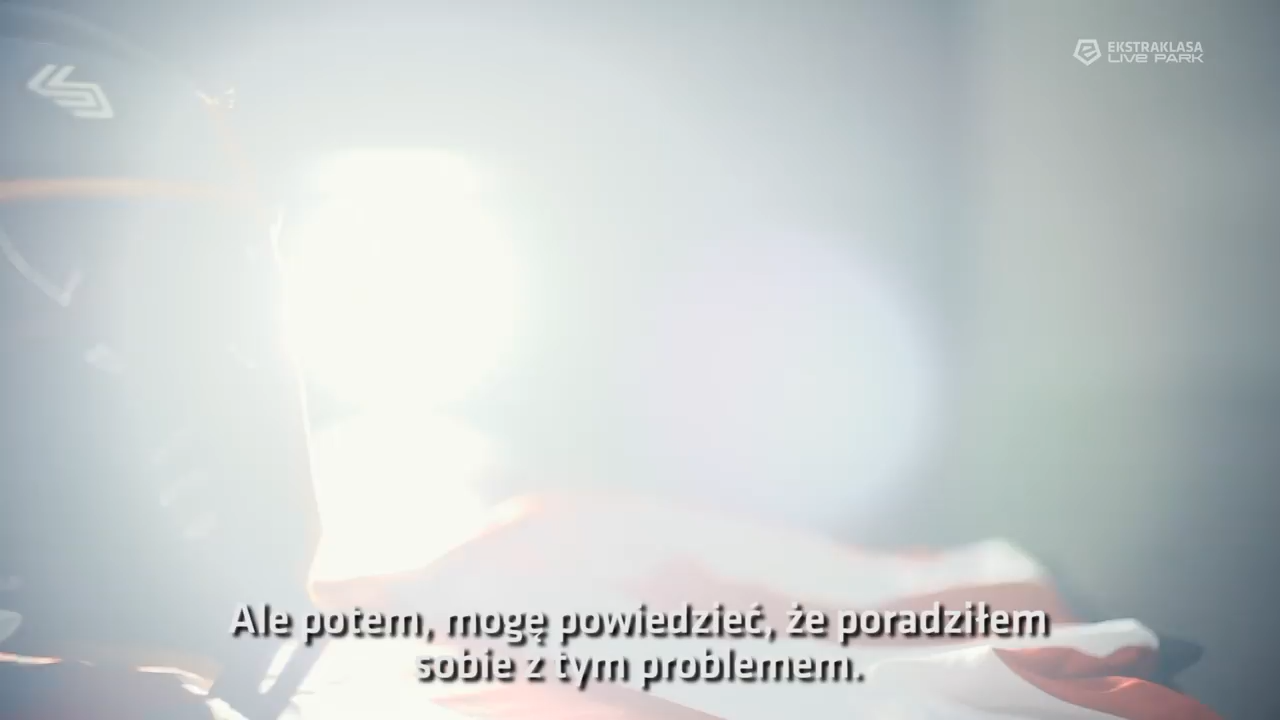 EKSTRAKLASA
LIVE PARK
Ale potem, mogę powiedzieć, że poradziłem
sobie z tym problemem.